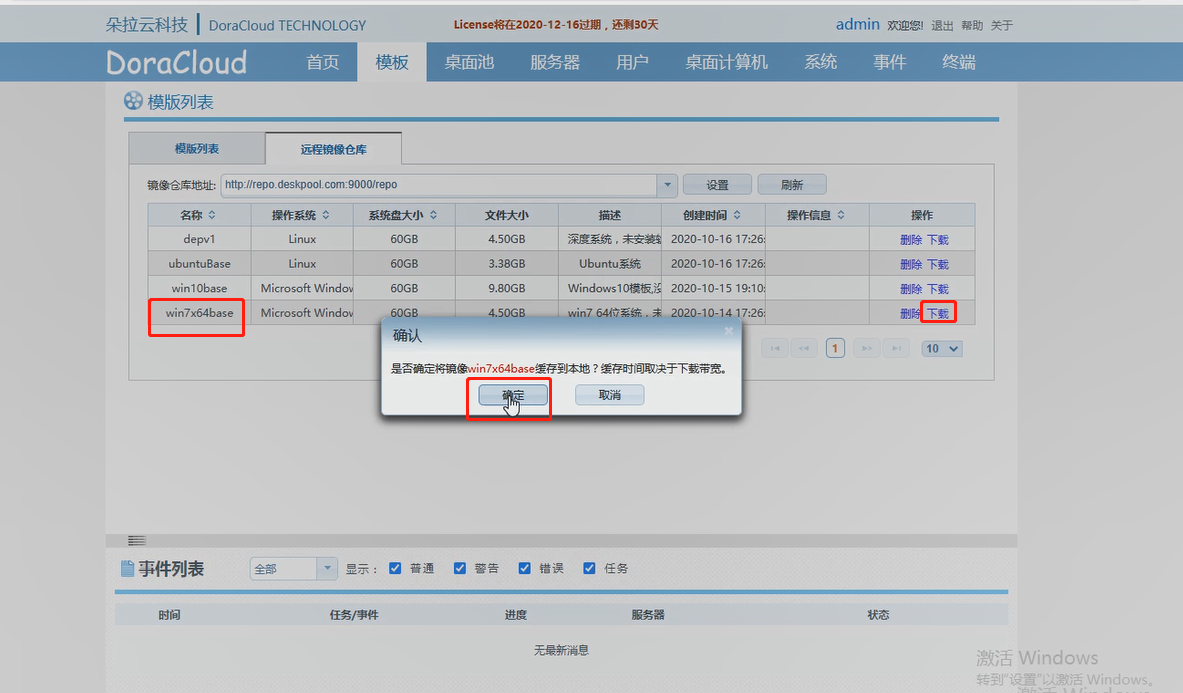 朵拉云科技 DoraCloud TECHNOLOGY License将在2020-12-16过期，还剩30天 admin 欢迎您! 退出 帮助 关于
DoraCloud 首页 模板 桌面池 服务器 用户 桌面计算机 系统 事件 终端
模版列表
模版列表 远程镜像仓库
镜像仓库地址: http://repo.deskpool.com:9000/repo 设置 刷新
名称 操作系统 系统盘大小 文件大小 描述 创建时间 操作信息 操作
depv1 Linux 60GB 4.50GB 深度系统，未安装软 2020-10-16 17:26: 删除 下载
ubuntuBase Linux 60GB 3.38GB Ubuntu系统 2020-10-16 17:26: 删除 下载
win10base Microsoft Window 60GB 9.80GB Windows10模板,没 2020-10-15 19:10: 删除 下载
win7x64base Microsoft Window 60GB 4.50GB win7 64位系统，未 2020-10-14 17:26: 删除 下载
1 10
确认
是否确定将镜像win7x64base缓存到本地？缓存时间取决于下载带宽。
确定 取消
事件列表 全部 显示： 普通 警告 错误 任务
时间 任务/事件 进度 服务器 状态
无最新消息
激活 Windows
转到"设置"以激活 Windows。